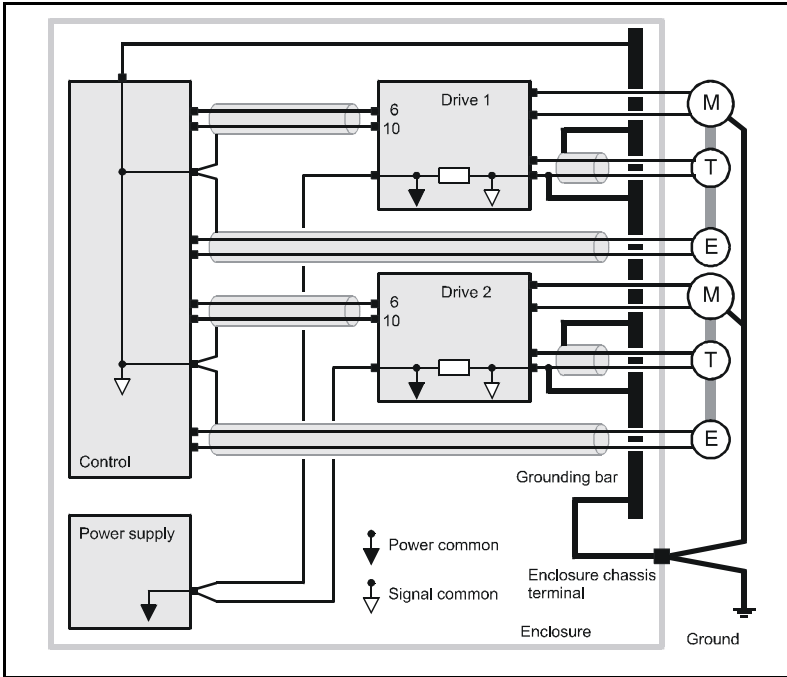 Drive 1
M
6
10
T
E
Drive 2
M
6
10
T
E
Control
Grounding bar
Power supply
Power common
Signal common
Enclosure chassis
terminal
Enclosure
Ground